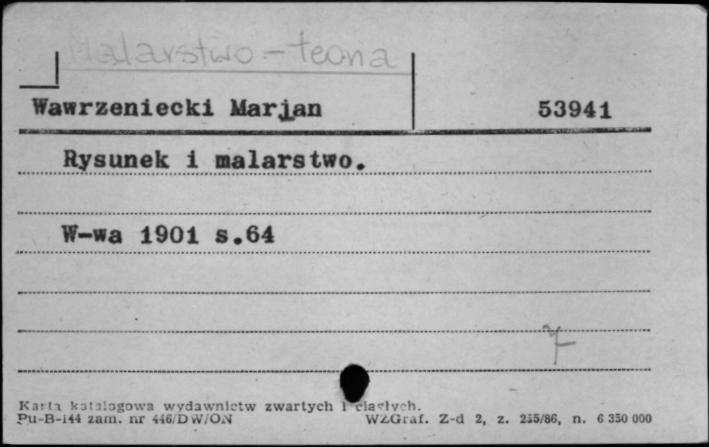 Malarstwo - teoria
Wawrzeniecki Marjan 53941
Rysunek i malarstwo.
W-wa 1901 s.64
Karta katalogowa wydawnictw zwartych i ciągłych.
Pu-B-144 zam. nr 446/DW/ON WZGraf. Z-d 2, z. 255/86, n. 6 350 000